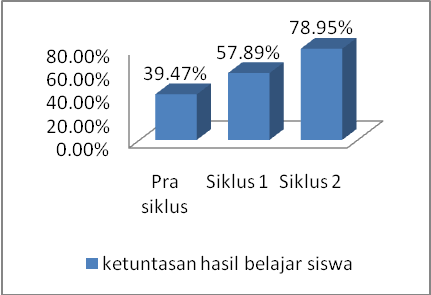 78.95%
57.89%
39.47%
80.00%
60.00%
40.00%
20.00%
0.00%
Pra siklus
Siklus 1
Siklus 2
ketuntasan hasil belajar siswa